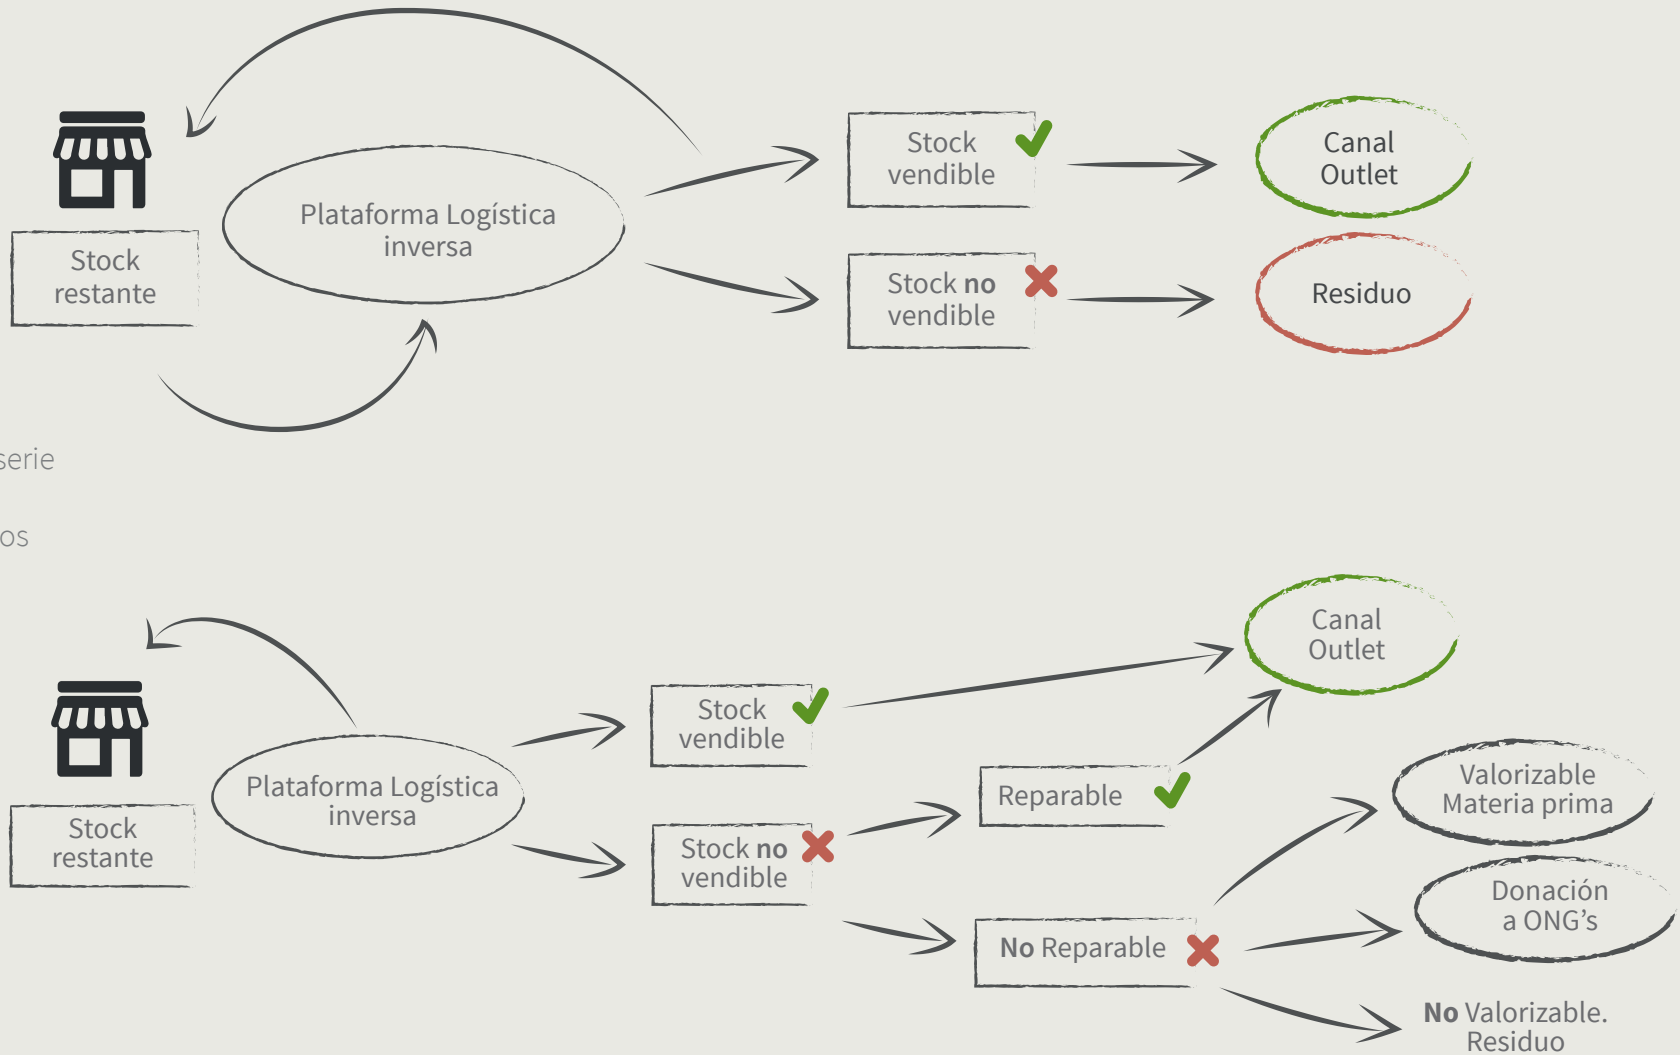 Stock
restante
Plataforma Logística
inversa
Stock
vendible
Canal
Outlet
Stock no
vendible
Residuo
serie
os
Stock
restante
Plataforma Logística
inversa
Stock
vendible
Canal
Outlet
Stock no
vendible
Reparable
No Reparable
Valorizable
Materia prima
Donación
a ONG’s
No Valorizable.
Residuo